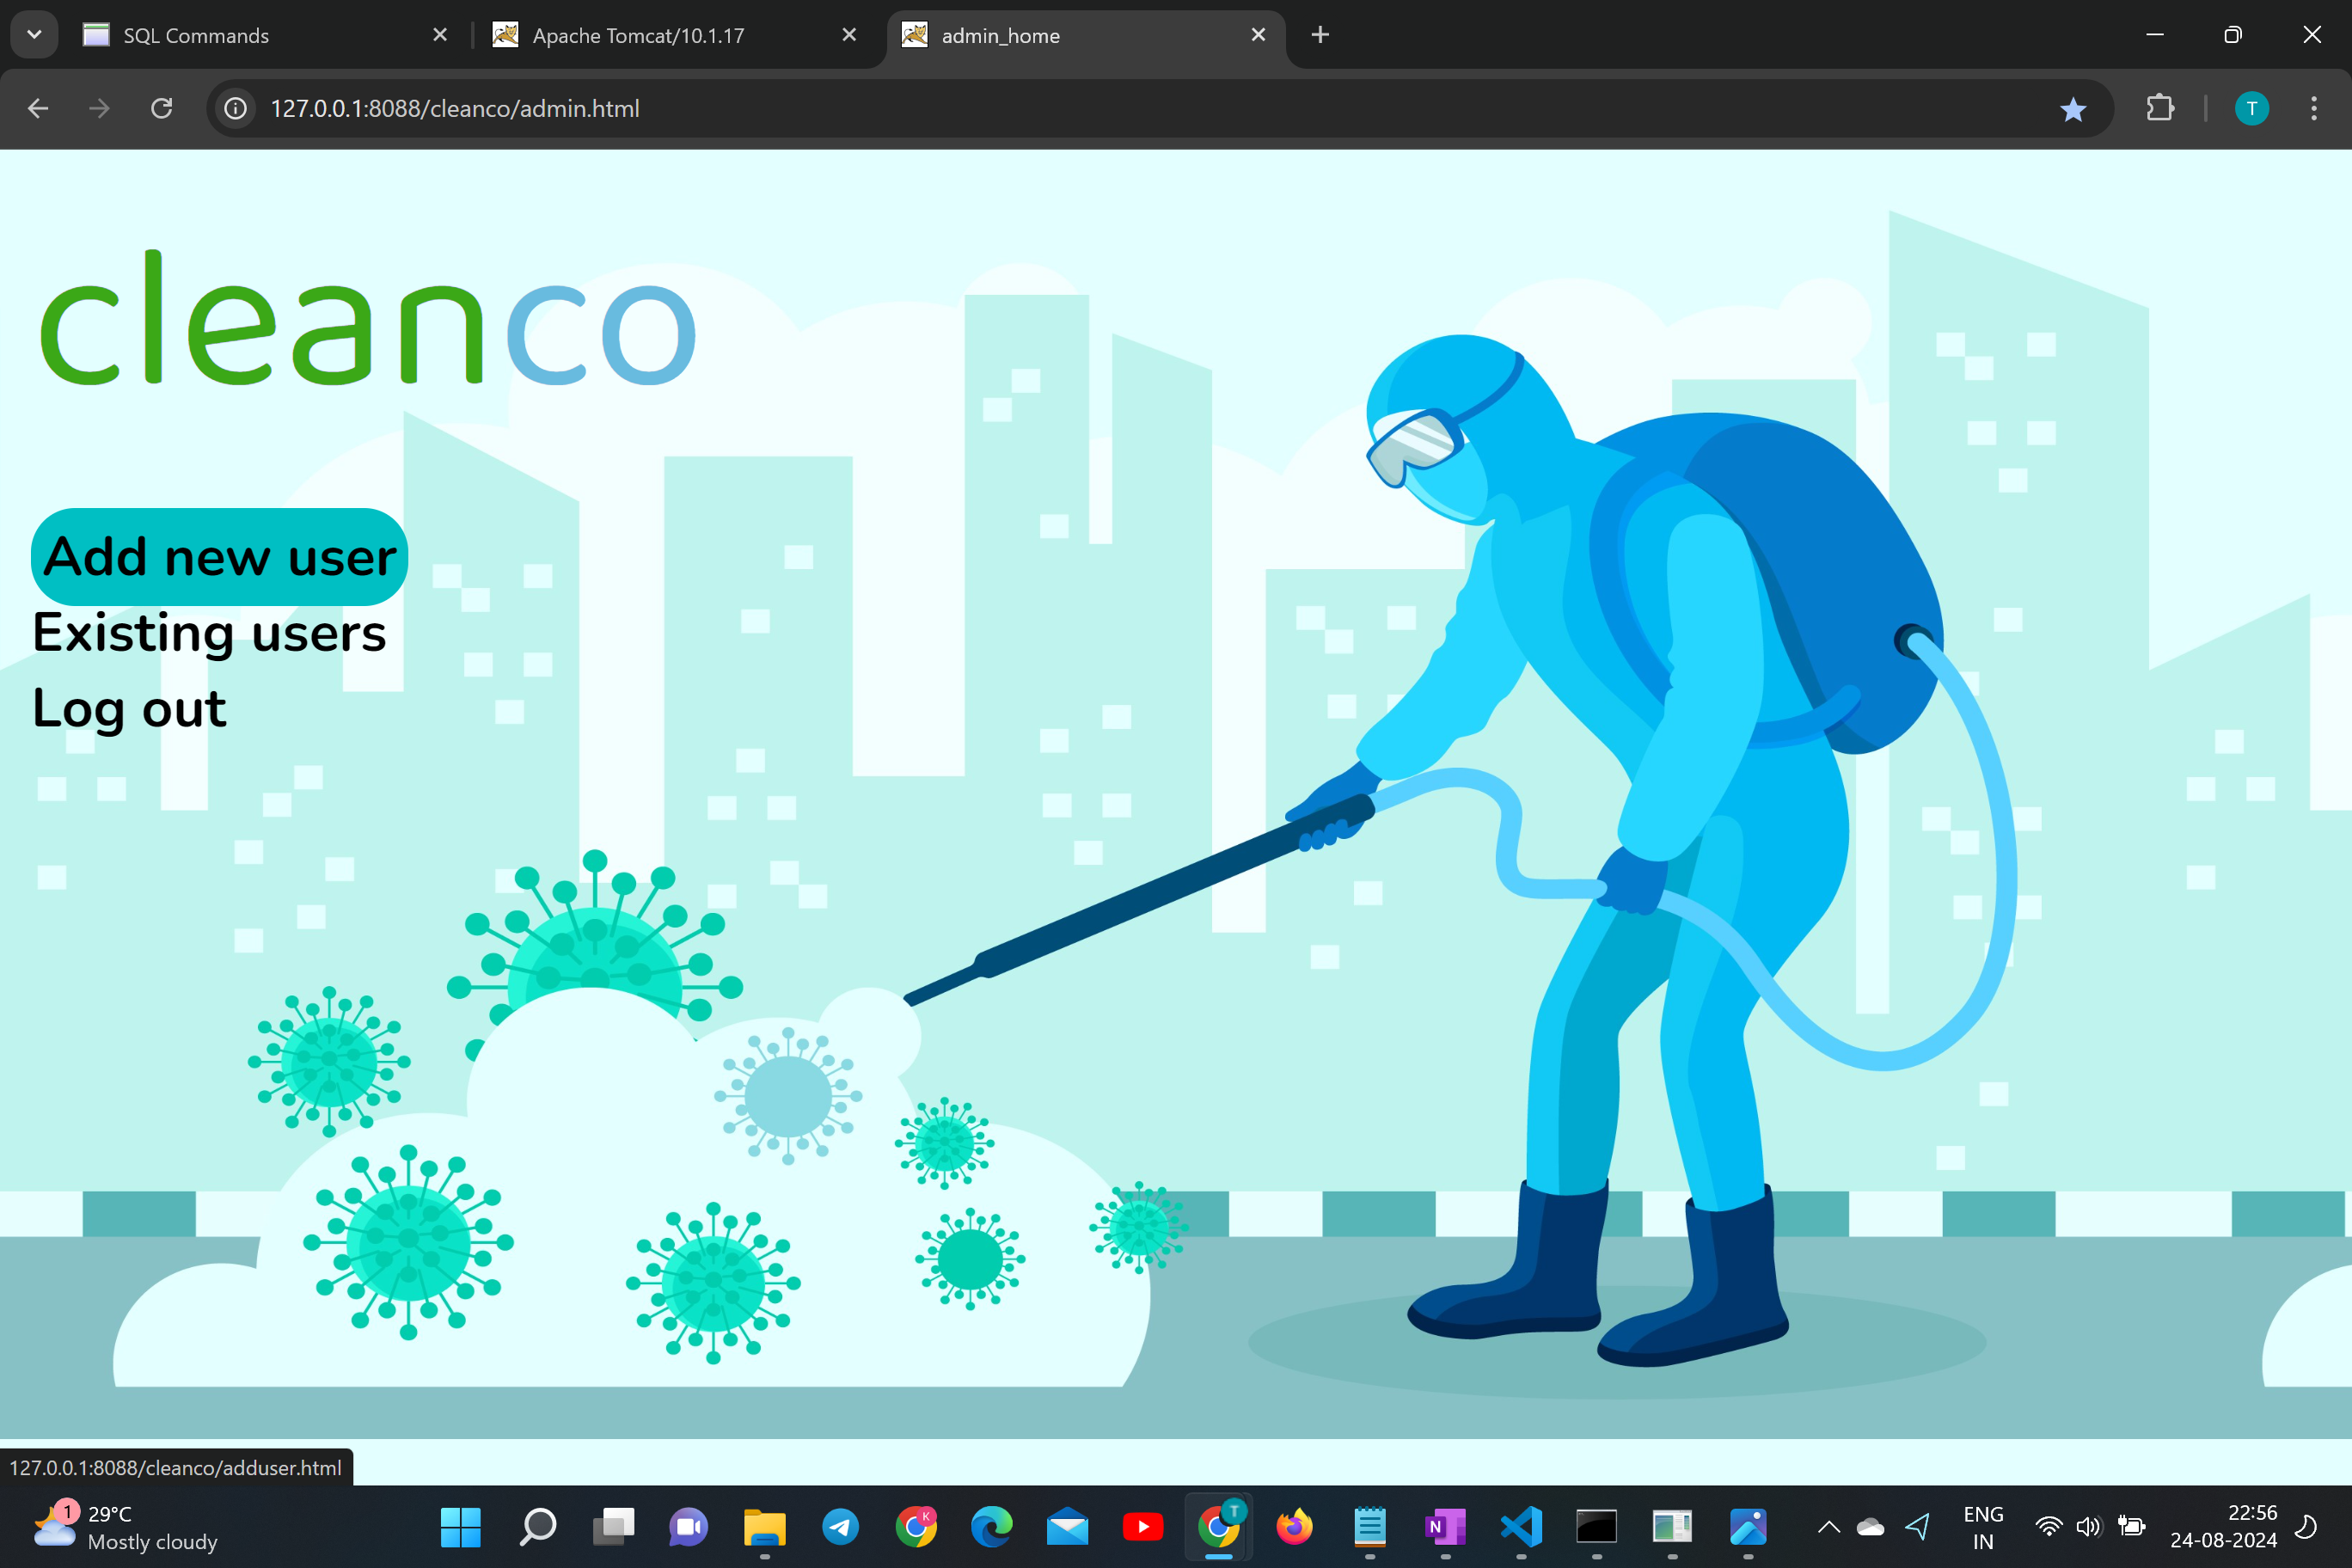 SQL Commands
Apache Tomcat/10.1.17
admin_home
127.0.0.1:8088/cleanco/admin.html
T
cleanco
Add new user
Existing users
Log out
127.0.0.1:8088/cleanco/adduser.html
1
29°C
Mostly cloudy
K
T
N
ENG
IN
22:56
24-08-2024